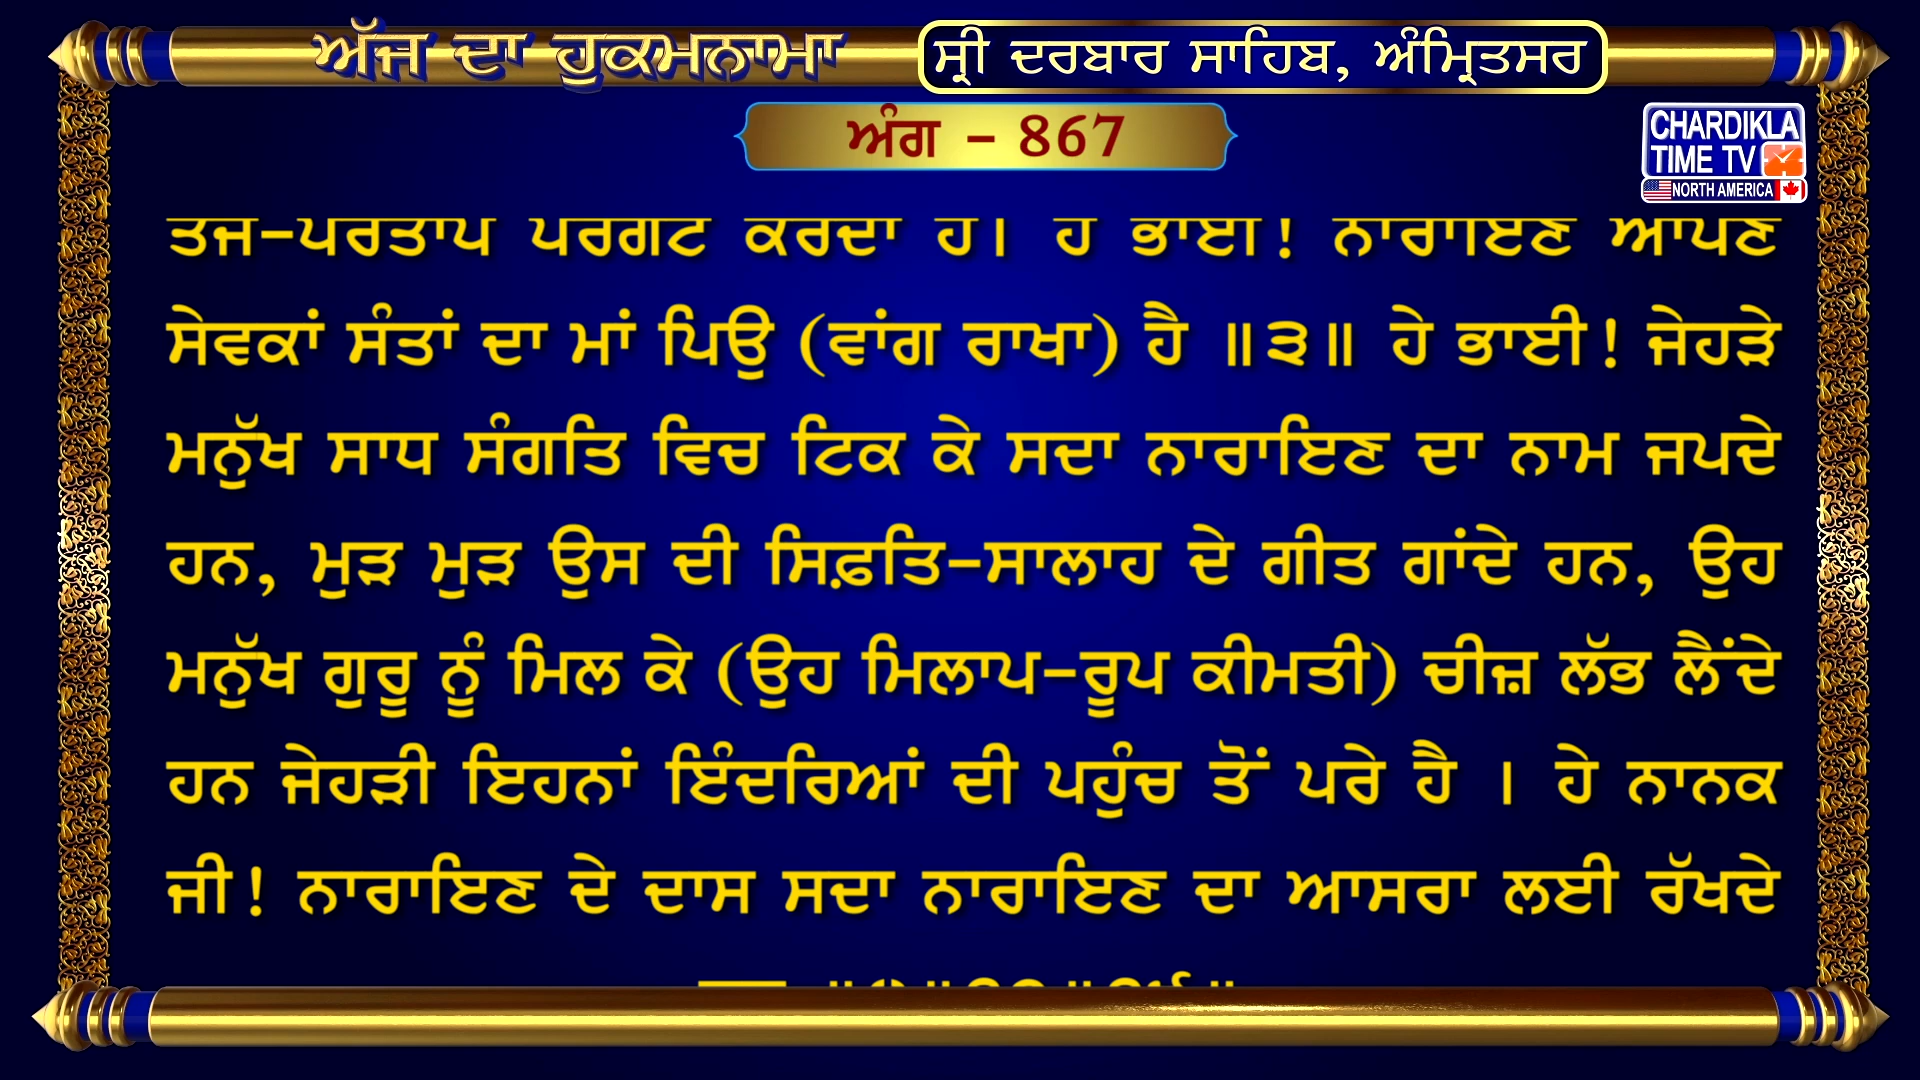 ਅੱਜ ਦਾ ਹੁਕਮਨਾਮਾ
ਸ੍ਰੀ ਦਰਬਾਰ ਸਾਹਿਬ, ਅੰਮ੍ਰਿਤਸਰ
ਅੰਗ - 867
CHARDIKLA
TIME TV
NORTH AMERICA
ਤੇਜ-ਪਰਤਾਪ ਪਰਗਟ ਕਰਦਾ ਹੈ। ਹੇ ਭਾਈ! ਨਾਰਾਇਣ ਆਪਣੇ
ਸੇਵਕਾਂ ਸੰਤਾਂ ਦਾ ਮਾਂ ਪਿਉ (ਵਾਂਗ ਰਾਖਾ) ਹੈ ॥੩॥ ਹੇ ਭਾਈ! ਜੇਹੜੇ
ਮਨੁੱਖ ਸਾਧ ਸੰਗਤਿ ਵਿਚ ਟਿਕ ਕੇ ਸਦਾ ਨਾਰਾਇਣ ਦਾ ਨਾਮ ਜਪਦੇ
ਹਨ, ਮੁੜ ਮੁੜ ਉਸ ਦੀ ਸਿਫ਼ਤਿ-ਸਾਲਾਹ ਦੇ ਗੀਤ ਗਾਂਦੇ ਹਨ, ਉਹ
ਮਨੁੱਖ ਗੁਰੂ ਨੂੰ ਮਿਲ ਕੇ (ਉਹ ਮਿਲਾਪ-ਰੂਪ ਕੀਮਤੀ) ਚੀਜ਼ ਲੱਭ ਲੈਂਦੇ
ਹਨ ਜੇਹੜੀ ਇਹਨਾਂ ਇੰਦਰਿਆਂ ਦੀ ਪਹੁੰਚ ਤੋਂ ਪਰੇ ਹੈ । ਹੇ ਨਾਨਕ
ਜੀ! ਨਾਰਾਇਣ ਦੇ ਦਾਸ ਸਦਾ ਨਾਰਾਇਣ ਦਾ ਆਸਰਾ ਲਈ ਰੱਖਦੇ